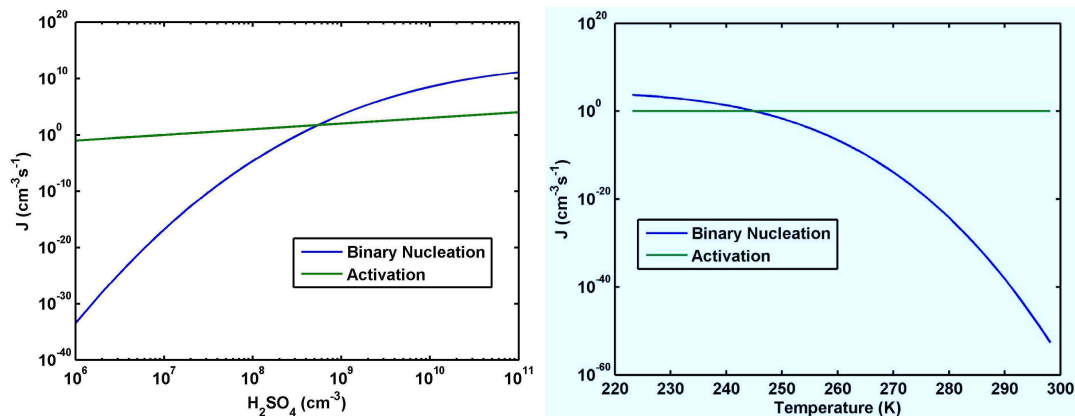 10^20
10^10
10^0
10^-10
10^-20
10^-30
10^-40
J (cm^-3s^-1)
Binary Nucleation
Activation
10^6 10^7 10^8 10^9 10^10 10^11
H_2SO_4 (cm^-3)
10^20
10^0
10^-20
10^-40
10^-60
J (cm^-3s^-1)
Binary Nucleation
Activation
220 230 240 250 260 270 280 290 300
Temperature (K)